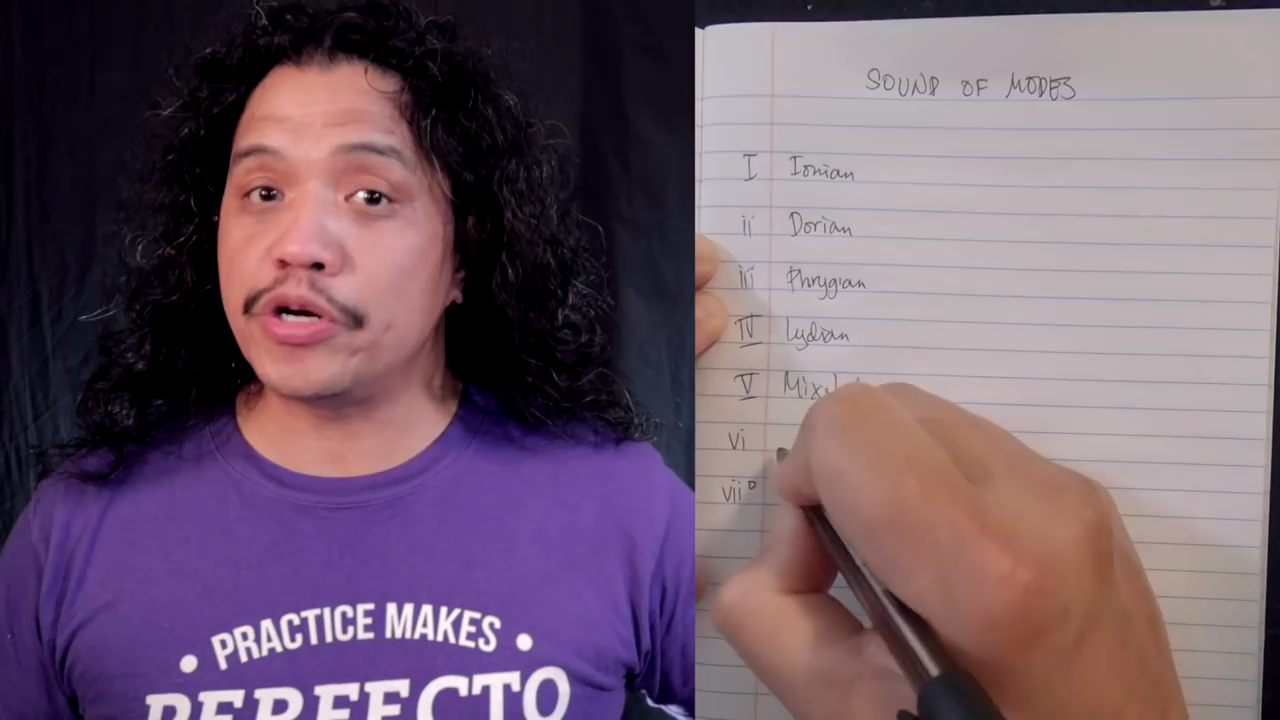 • PRACTICE MAKES •
PERFECTO
SOUND OF MODES
I Ionian
ii Dorian
iii Phrygian
IV Lydian
V
vi
vii°